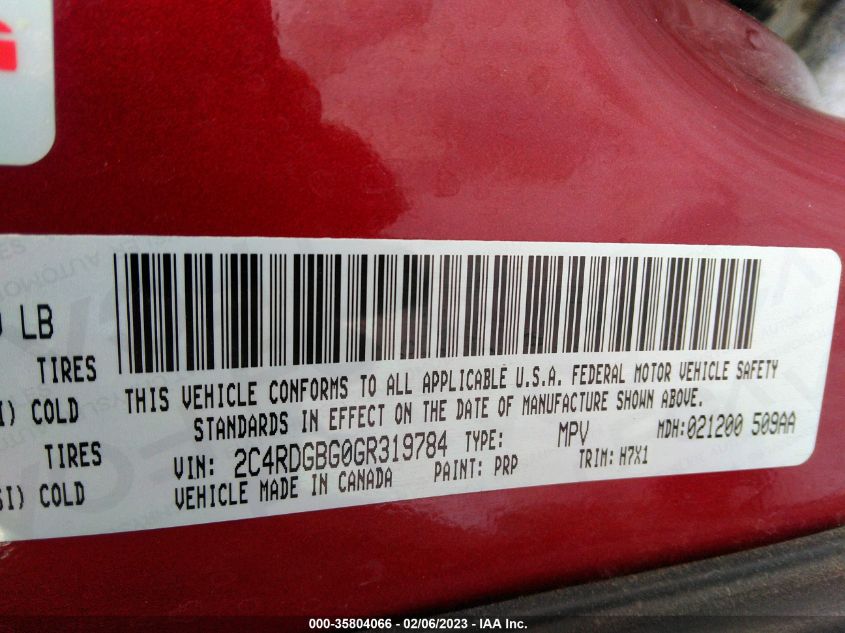 LB
TIRES
COLD
TIRES
COLD
THIS VEHICLE CONFORMS TO ALL APPLICABLE U.S.A. FEDERAL MOTOR VEHICLE SAFETY
STANDARDS IN EFFECT ON THE DATE OF MANUFACTURE SHOWN ABOVE.
VIN: 2C4RDGBG0GR319784 TYPE: MPV MDH:021200 509AA
VEHICLE MADE IN CANADA PAINT: PRP TRIM: H7X1
000-35804066 - 02/06/2023 - IAA Inc.